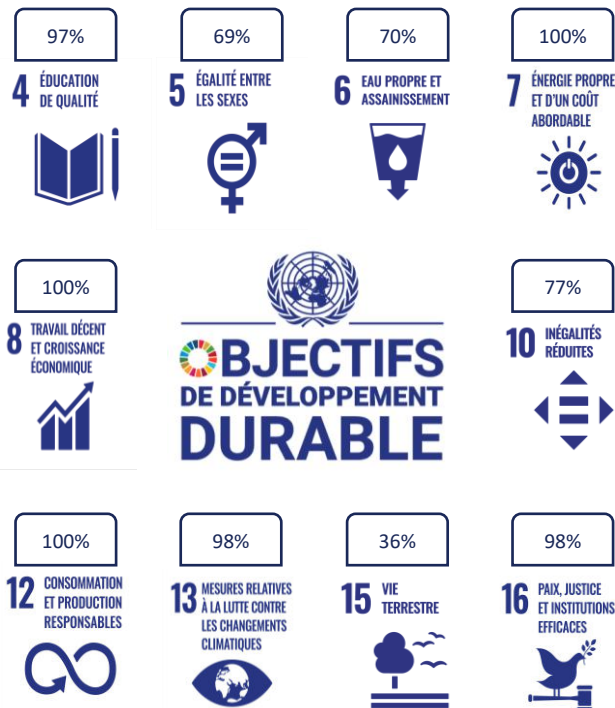 97%
4 ÉDUCATION
DE QUALITÉ
69%
5 ÉGALITÉ ENTRE
LES SEXES
70%
6 EAU PROPRE ET
ASSAINISSEMENT
100%
7 ÉNERGIE PROPRE
ET D'UN COÛT
ABORDABLE
100%
8 TRAVAIL DÉCENT
ET CROISSANCE
ÉCONOMIQUE
OBJECTIFS
DE DÉVELOPPEMENT
DURABLE
77%
10 INÉGALITÉS
RÉDUITES
100%
12 CONSOMMATION
ET PRODUCTION
RESPONSABLES
98%
13 MESURES RELATIVES
À LA LUTTE CONTRE
LES CHANGEMENTS
CLIMATIQUES
36%
15 VIE
TERRESTRE
98%
16 PAIX, JUSTICE
ET INSTITUTIONS
EFFICACES